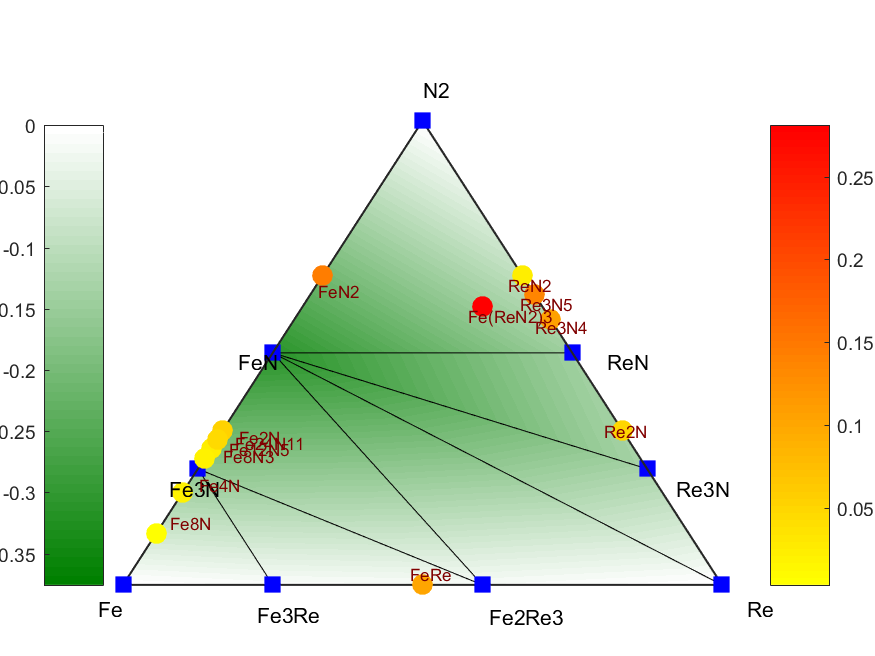 N2
0
0.05
-0.1
0.15
-0.2
0.25
-0.3
0.35
0.25
0.2
0.15
0.1
0.05
FeN2
ReN2
Re3N5
Fe(ReN2)3
Re3N4
FeN
ReN
Re2N
Fe2N
Fe8N3
Fe3N
Fe4N
Re3N
Fe8N
FeRe
Fe
Fe3Re
Fe2Re3
Re